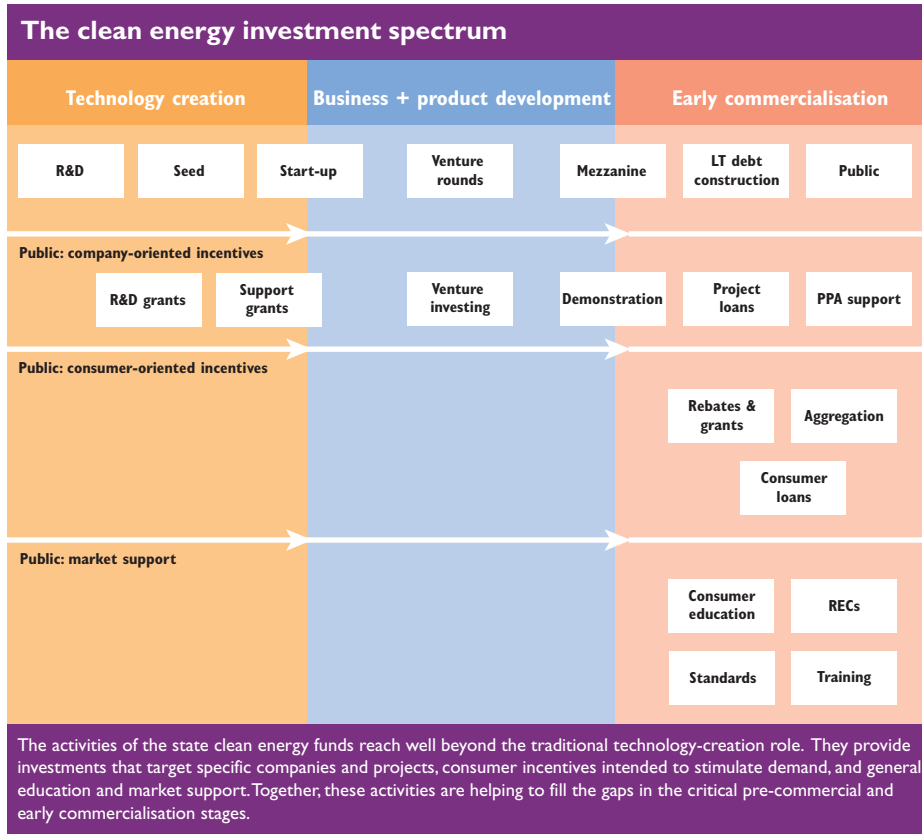 The clean energy investment spectrum
Technology creation
Business + product development
Early commercialisation
R&D
Seed
Start-up
Venture
rounds
Mezzanine
LT debt
construction
Public
Public: company-oriented incentives
R&D grants
Support
grants
Venture
investing
Demonstration
Project
loans
PPA support
Public: consumer-oriented incentives
Rebates &
grants
Aggregation
Consumer
loans
Public: market support
Consumer
education
RECs
Standards
Training
The activities of the state clean energy funds reach well beyond the traditional technology-creation role. They provide
investments that target specific companies and projects, consumer incentives intended to stimulate demand, and general
education and market support. Together, these activities are helping to fill the gaps in the critical pre-commercial and
early commercialisation stages.